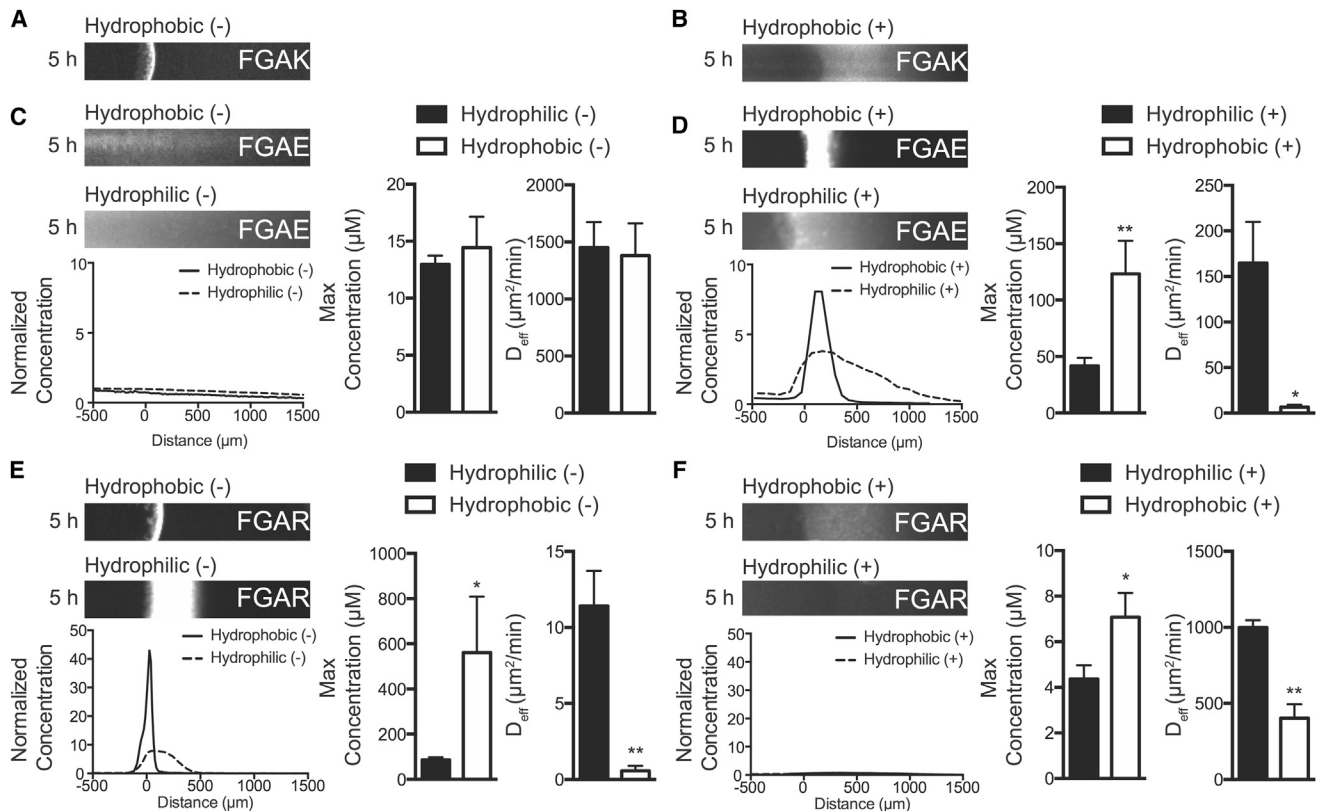 A
Hydrophobic (-)
5 h
FGAK
B
Hydrophobic (+)
5 h
FGAK
C
Hydrophobic (-)
5 h
FGAE
Hydrophilic (-)
5 h
FGAE
Hydrophilic (-)
Hydrophobic (-)
Normalized
Concentration
10
5
0
-500 0 500 1000 1500
Distance (µm)
Hydrophobic (-)
Hydrophilic (-)
Max
Concentration (µM)
20
15
10
5
0
Deff (µm²/min)
2000
1500
1000
500
0
D
Hydrophobic (+)
5 h
FGAE
Hydrophilic (+)
5 h
FGAE
Hydrophilic (+)
Hydrophobic (+)
Normalized
Concentration
10
5
0
-500 0 500 1000 1500
Distance (µm)
Hydrophobic (+)
Hydrophilic (+)
Max
Concentration (µM)
200
150
100
50
0
**
Deff (µm²/min)
250
200
150
100
50
0
*
E
Hydrophobic (-)
5 h
FGAR
Hydrophilic (-)
5 h
FGAR
Hydrophilic (-)
Hydrophobic (-)
Normalized
Concentration
50
40
30
20
10
0
-500 0 500 1000 1500
Distance (µm)
Hydrophobic (-)
Hydrophilic (-)
Max
Concentration (µM)
1000
800
600
400
200
0
*
Deff (µm²/min)
15
10
5
0
**
F
Hydrophobic (+)
5 h
FGAR
Hydrophilic (+)
5 h
FGAR
Hydrophilic (+)
Hydrophobic (+)
Normalized
Concentration
50
40
30
20
10
0
-500 0 500 1000 1500
Distance (µm)
Hydrophobic (+)
Hydrophilic (+)
Max
Concentration (µM)
10
8
6
4
2
0
*
Deff (µm²/min)
1500
1000
500
0
**